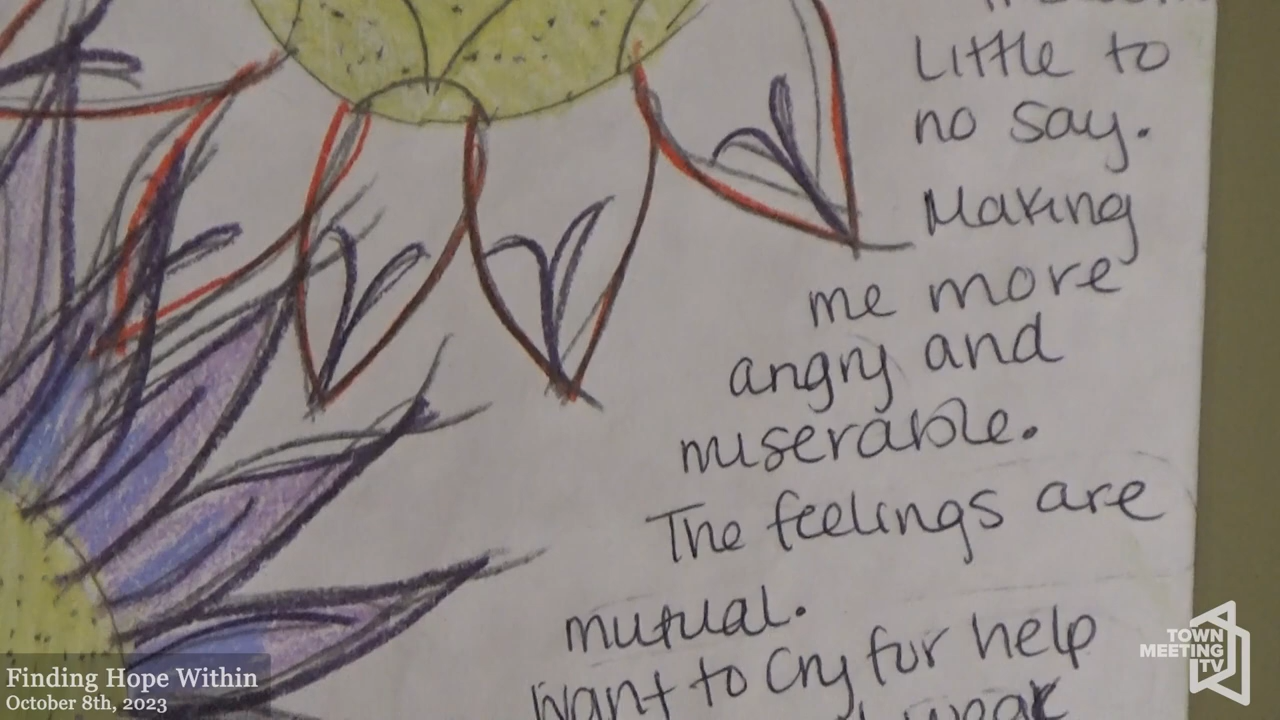 Little to
no say.
Making
me more
angry and
miserable.
The feelings are
mutual.
Want to cry for help
weak
Finding Hope Within
October 8th, 2023
TOWN
MEETING
TV